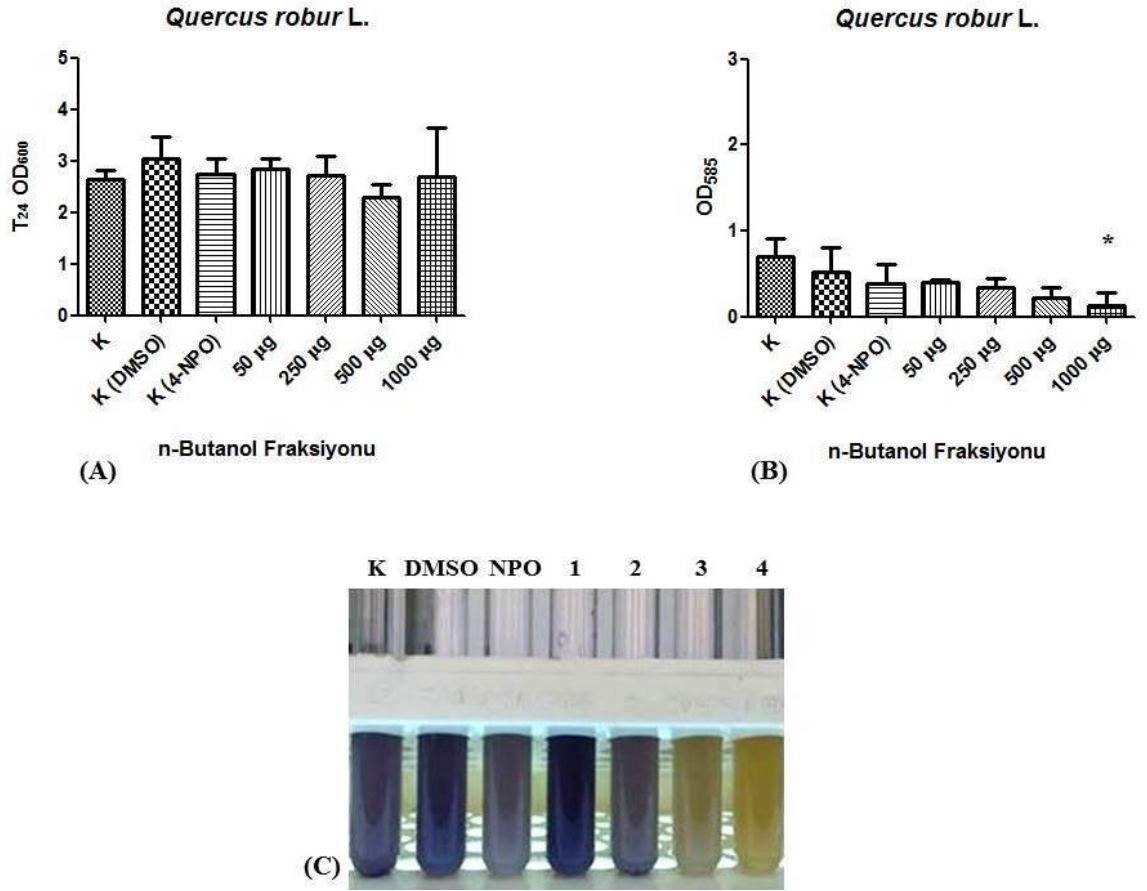 Quercus robur L.
5
4
3
2
1
0
T24 OD600
K
K (DMSO)
K (4-NPO)
50 µg
250 µg
500 µg
1000 µg
n-Butanol Fraksiyonu
(A)
Quercus robur L.
3
2
1
0
OD585
*
K
K (DMSO)
K (4-NPO)
50 µg
250 µg
500 µg
1000 µg
n-Butanol Fraksiyonu
(B)
K DMSO NPO 1 2 3 4
(C)